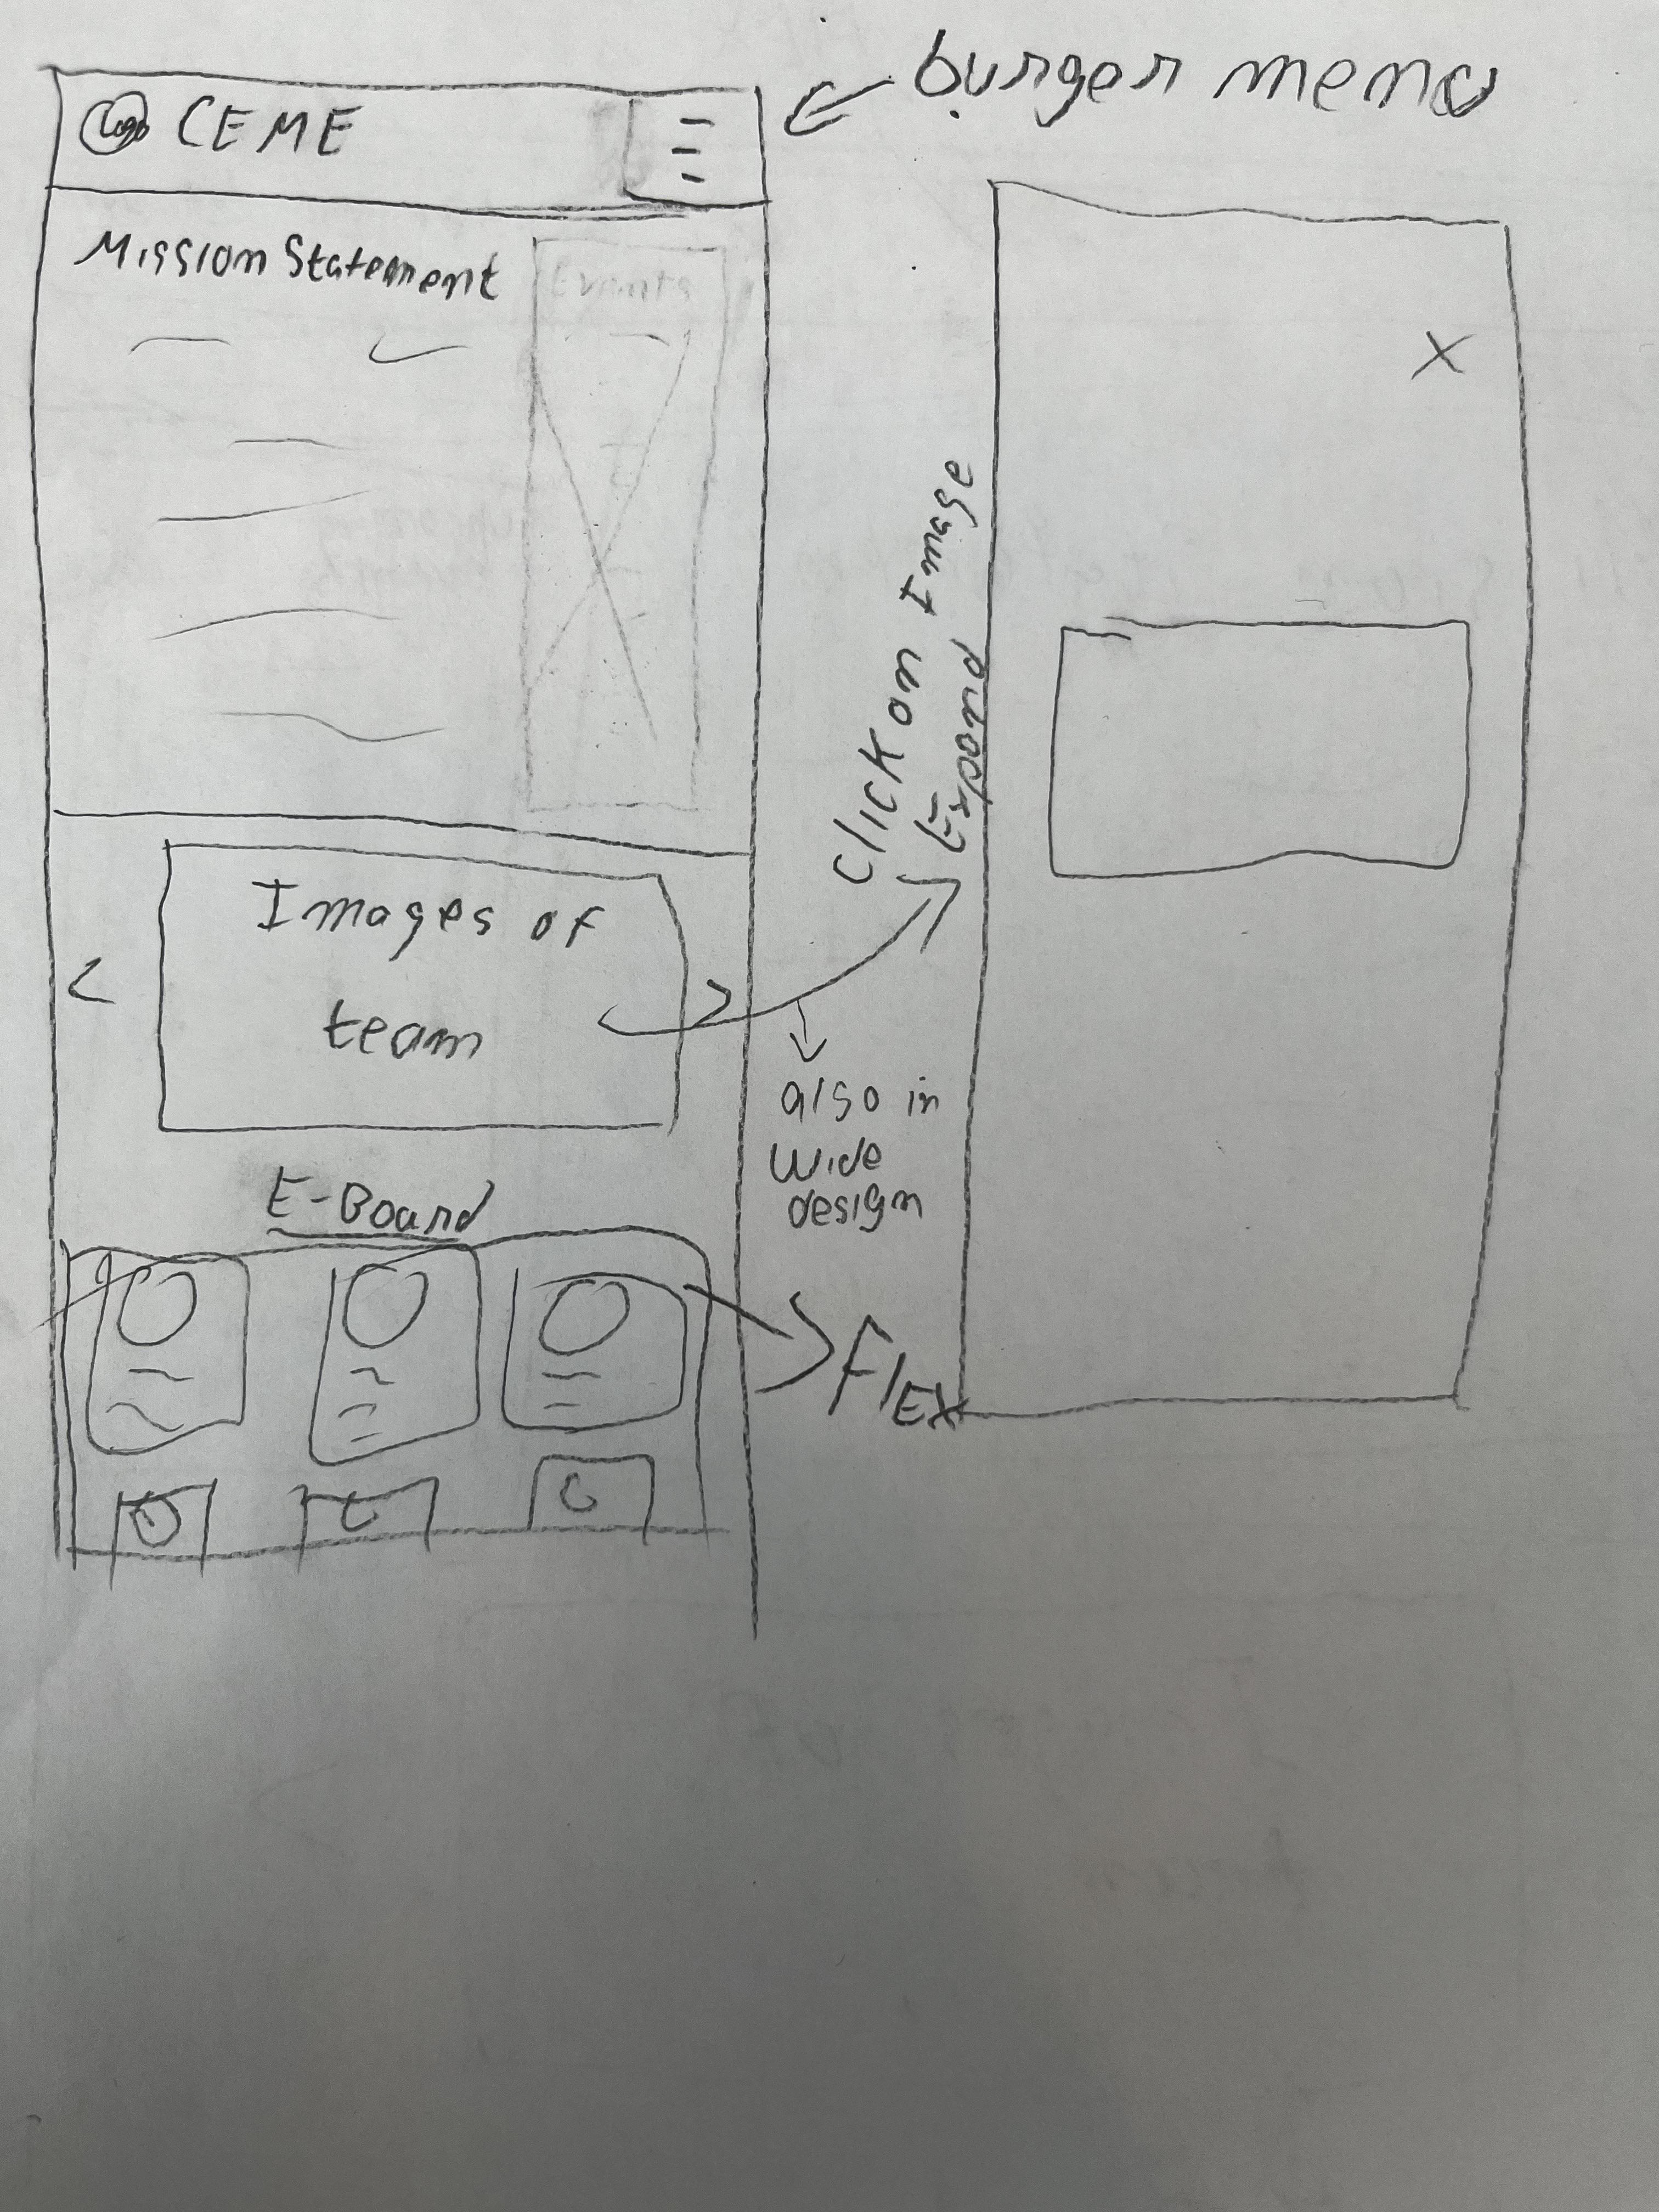 burger menu
Logo CEME
Mission Statement
Events
Click on Image
Eboard
Images of
team
also in
wide
design
E-Board
Flex